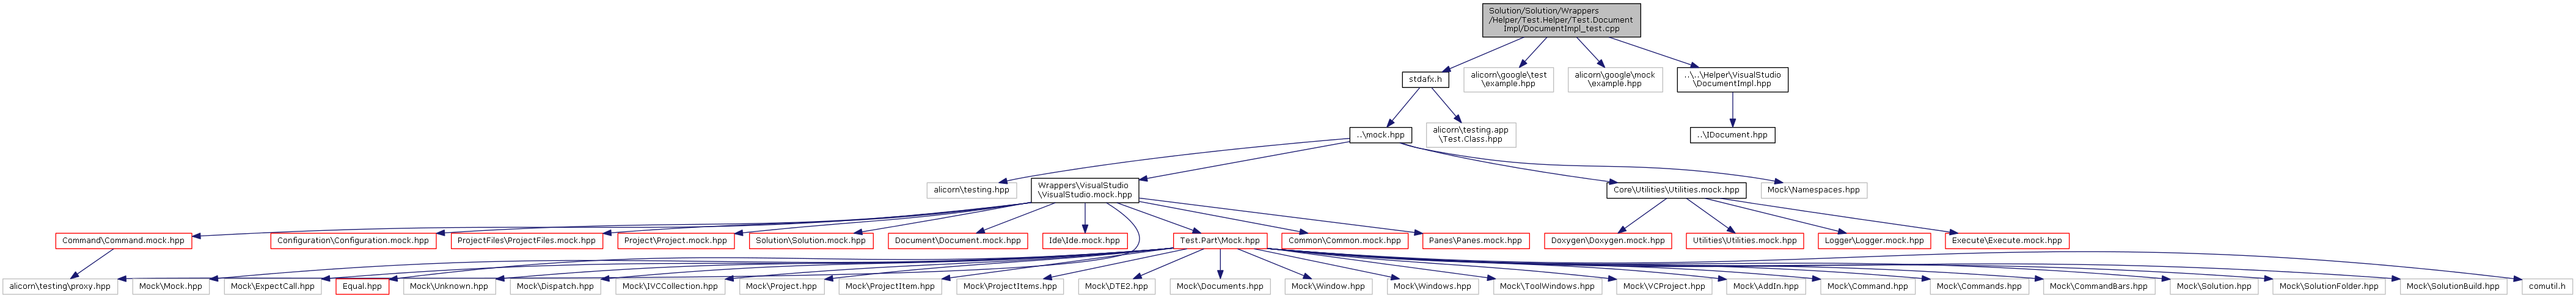 Solution/Solution/Wrappers
/Helper/Test.Helper/Test.Document
Impl/DocumentImpl_test.cpp
stdafx.h
alicorn\google\test
\example.hpp
alicorn\google\mock
\example.hpp
..\..\Helper\VisualStudio
\DocumentImpl.hpp
..\mock.hpp
alicorn\testing.app
\Test.Class.hpp
..\IDocument.hpp
alicorn\testing.hpp
Wrappers\VisualStudio
\VisualStudio.mock.hpp
Core\Utilities\Utilities.mock.hpp
Mock\Namespaces.hpp
Command\Command.mock.hpp
Configuration\Configuration.mock.hpp
ProjectFiles\ProjectFiles.mock.hpp
Project\Project.mock.hpp
Solution\Solution.mock.hpp
Document\Document.mock.hpp
Ide\Ide.mock.hpp
Test.Part\Mock.hpp
Common\Common.mock.hpp
Panes\Panes.mock.hpp
Doxygen\Doxygen.mock.hpp
Utilities\Utilities.mock.hpp
Logger\Logger.mock.hpp
Execute\Execute.mock.hpp
alicorn\testing\proxy.hpp
Mock\Mock.hpp
Mock\ExpectCall.hpp
Equal.hpp
Mock\Unknown.hpp
Mock\Dispatch.hpp
Mock\IVCCollection.hpp
Mock\Project.hpp
Mock\ProjectItem.hpp
Mock\ProjectItems.hpp
Mock\DTE2.hpp
Mock\Documents.hpp
Mock\Window.hpp
Mock\Windows.hpp
Mock\ToolWindows.hpp
Mock\VCProject.hpp
Mock\AddIn.hpp
Mock\Command.hpp
Mock\Commands.hpp
Mock\CommandBars.hpp
Mock\Solution.hpp
Mock\SolutionFolder.hpp
Mock\SolutionBuild.hpp
comutil.h